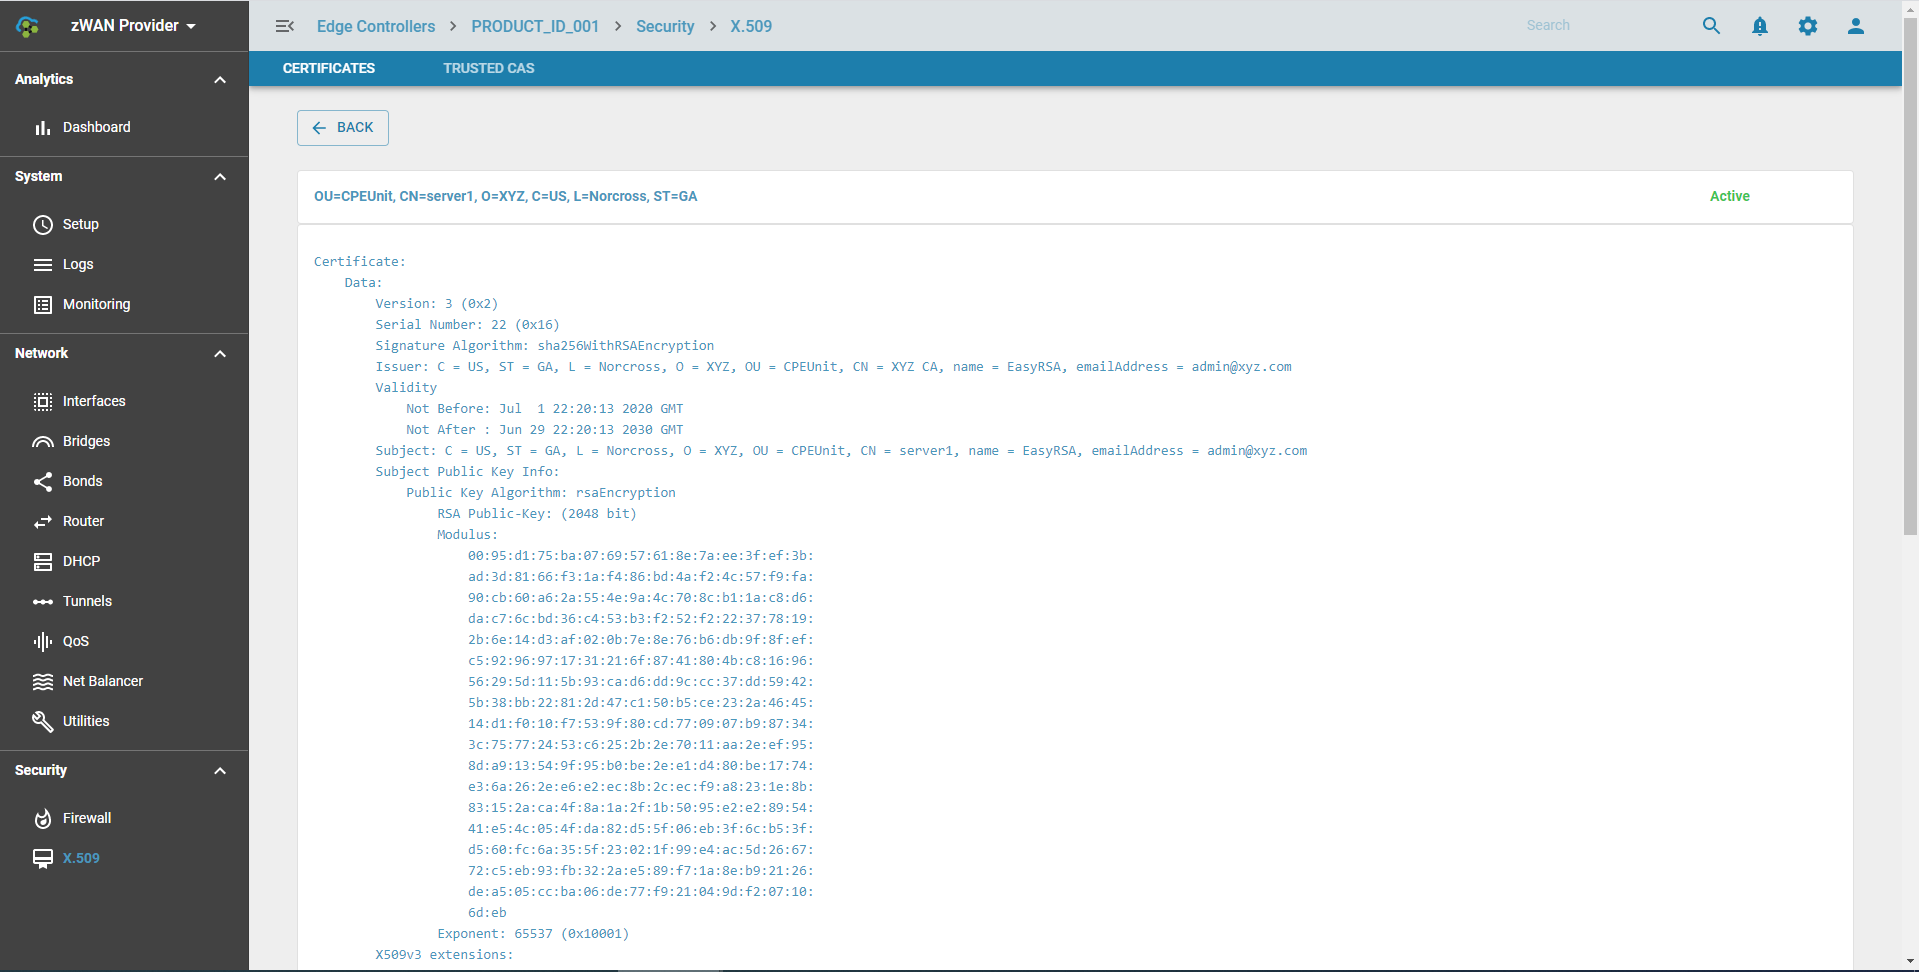 zWAN Provider
Edge Controllers > PRODUCT_ID_001 > Security > X.509
Search
CERTIFICATES
TRUSTED CAS
Analytics
Dashboard
System
Setup
Logs
Monitoring
Network
Interfaces
Bridges
Bonds
Router
DHCP
Tunnels
QoS
Net Balancer
Utilities
Security
Firewall
X.509
BACK
OU=CPEUnit, CN=server1, O=XYZ, C=US, L=Norcross, ST=GA
Active
Certificate:
Data:
Version: 3 (0x2)
Serial Number: 22 (0x16)
Signature Algorithm: sha256WithRSAEncryption
Issuer: C = US, ST = GA, L = Norcross, O = XYZ, OU = CPEUnit, CN = XYZ CA, name = EasyRSA, emailAddress = admin@xyz.com
Validity
Not Before: Jul  1 22:20:13 2020 GMT
Not After : Jun 29 22:20:13 2030 GMT
Subject: C = US, ST = GA, L = Norcross, O = XYZ, OU = CPEUnit, CN = server1, name = EasyRSA, emailAddress = admin@xyz.com
Subject Public Key Info:
Public Key Algorithm: rsaEncryption
RSA Public-Key: (2048 bit)
Modulus:
00:95:d1:75:ba:07:69:57:61:8e:7a:ee:3f:ef:3b:
ad:3d:81:66:f3:1a:f4:86:bd:4a:f2:4c:57:f9:fa:
90:cb:60:a6:2a:55:4e:9a:4c:70:8c:b1:1a:c8:d6:
da:c7:6c:bd:36:c4:53:b3:f2:52:f2:22:37:78:19:
2b:6e:14:d3:af:02:0b:7e:8e:76:b6:db:9f:8f:ef:
c5:92:96:97:17:31:21:6f:87:41:80:4b:c8:16:96:
56:29:5d:11:5b:93:ca:d6:dd:9c:cc:37:dd:59:42:
5b:38:bb:22:81:2d:47:c1:50:b5:ce:23:2a:46:45:
14:d1:f0:10:f7:53:9f:80:cd:77:09:07:b9:87:34:
3c:75:77:24:53:c6:25:2b:2e:70:11:aa:2e:ef:95:
8d:a9:13:54:9f:95:b0:be:2e:e1:d4:80:be:17:74:
e3:6a:26:2e:e6:e2:ec:8b:2c:ec:f9:a8:23:1e:8b:
83:15:2a:ca:4f:8a:1a:2f:1b:50:95:e2:e2:89:54:
41:e5:4c:05:4f:da:82:d5:5f:06:eb:3f:6c:b5:3f:
d5:60:fc:6a:35:5f:23:02:1f:99:e4:ac:5d:26:67:
72:c5:eb:93:fb:32:2a:e5:89:f7:1a:8e:b9:21:26:
de:a5:05:cc:ba:06:de:77:f9:21:04:9d:f2:07:10:
6d:eb
Exponent: 65537 (0x10001)
X509v3 extensions: